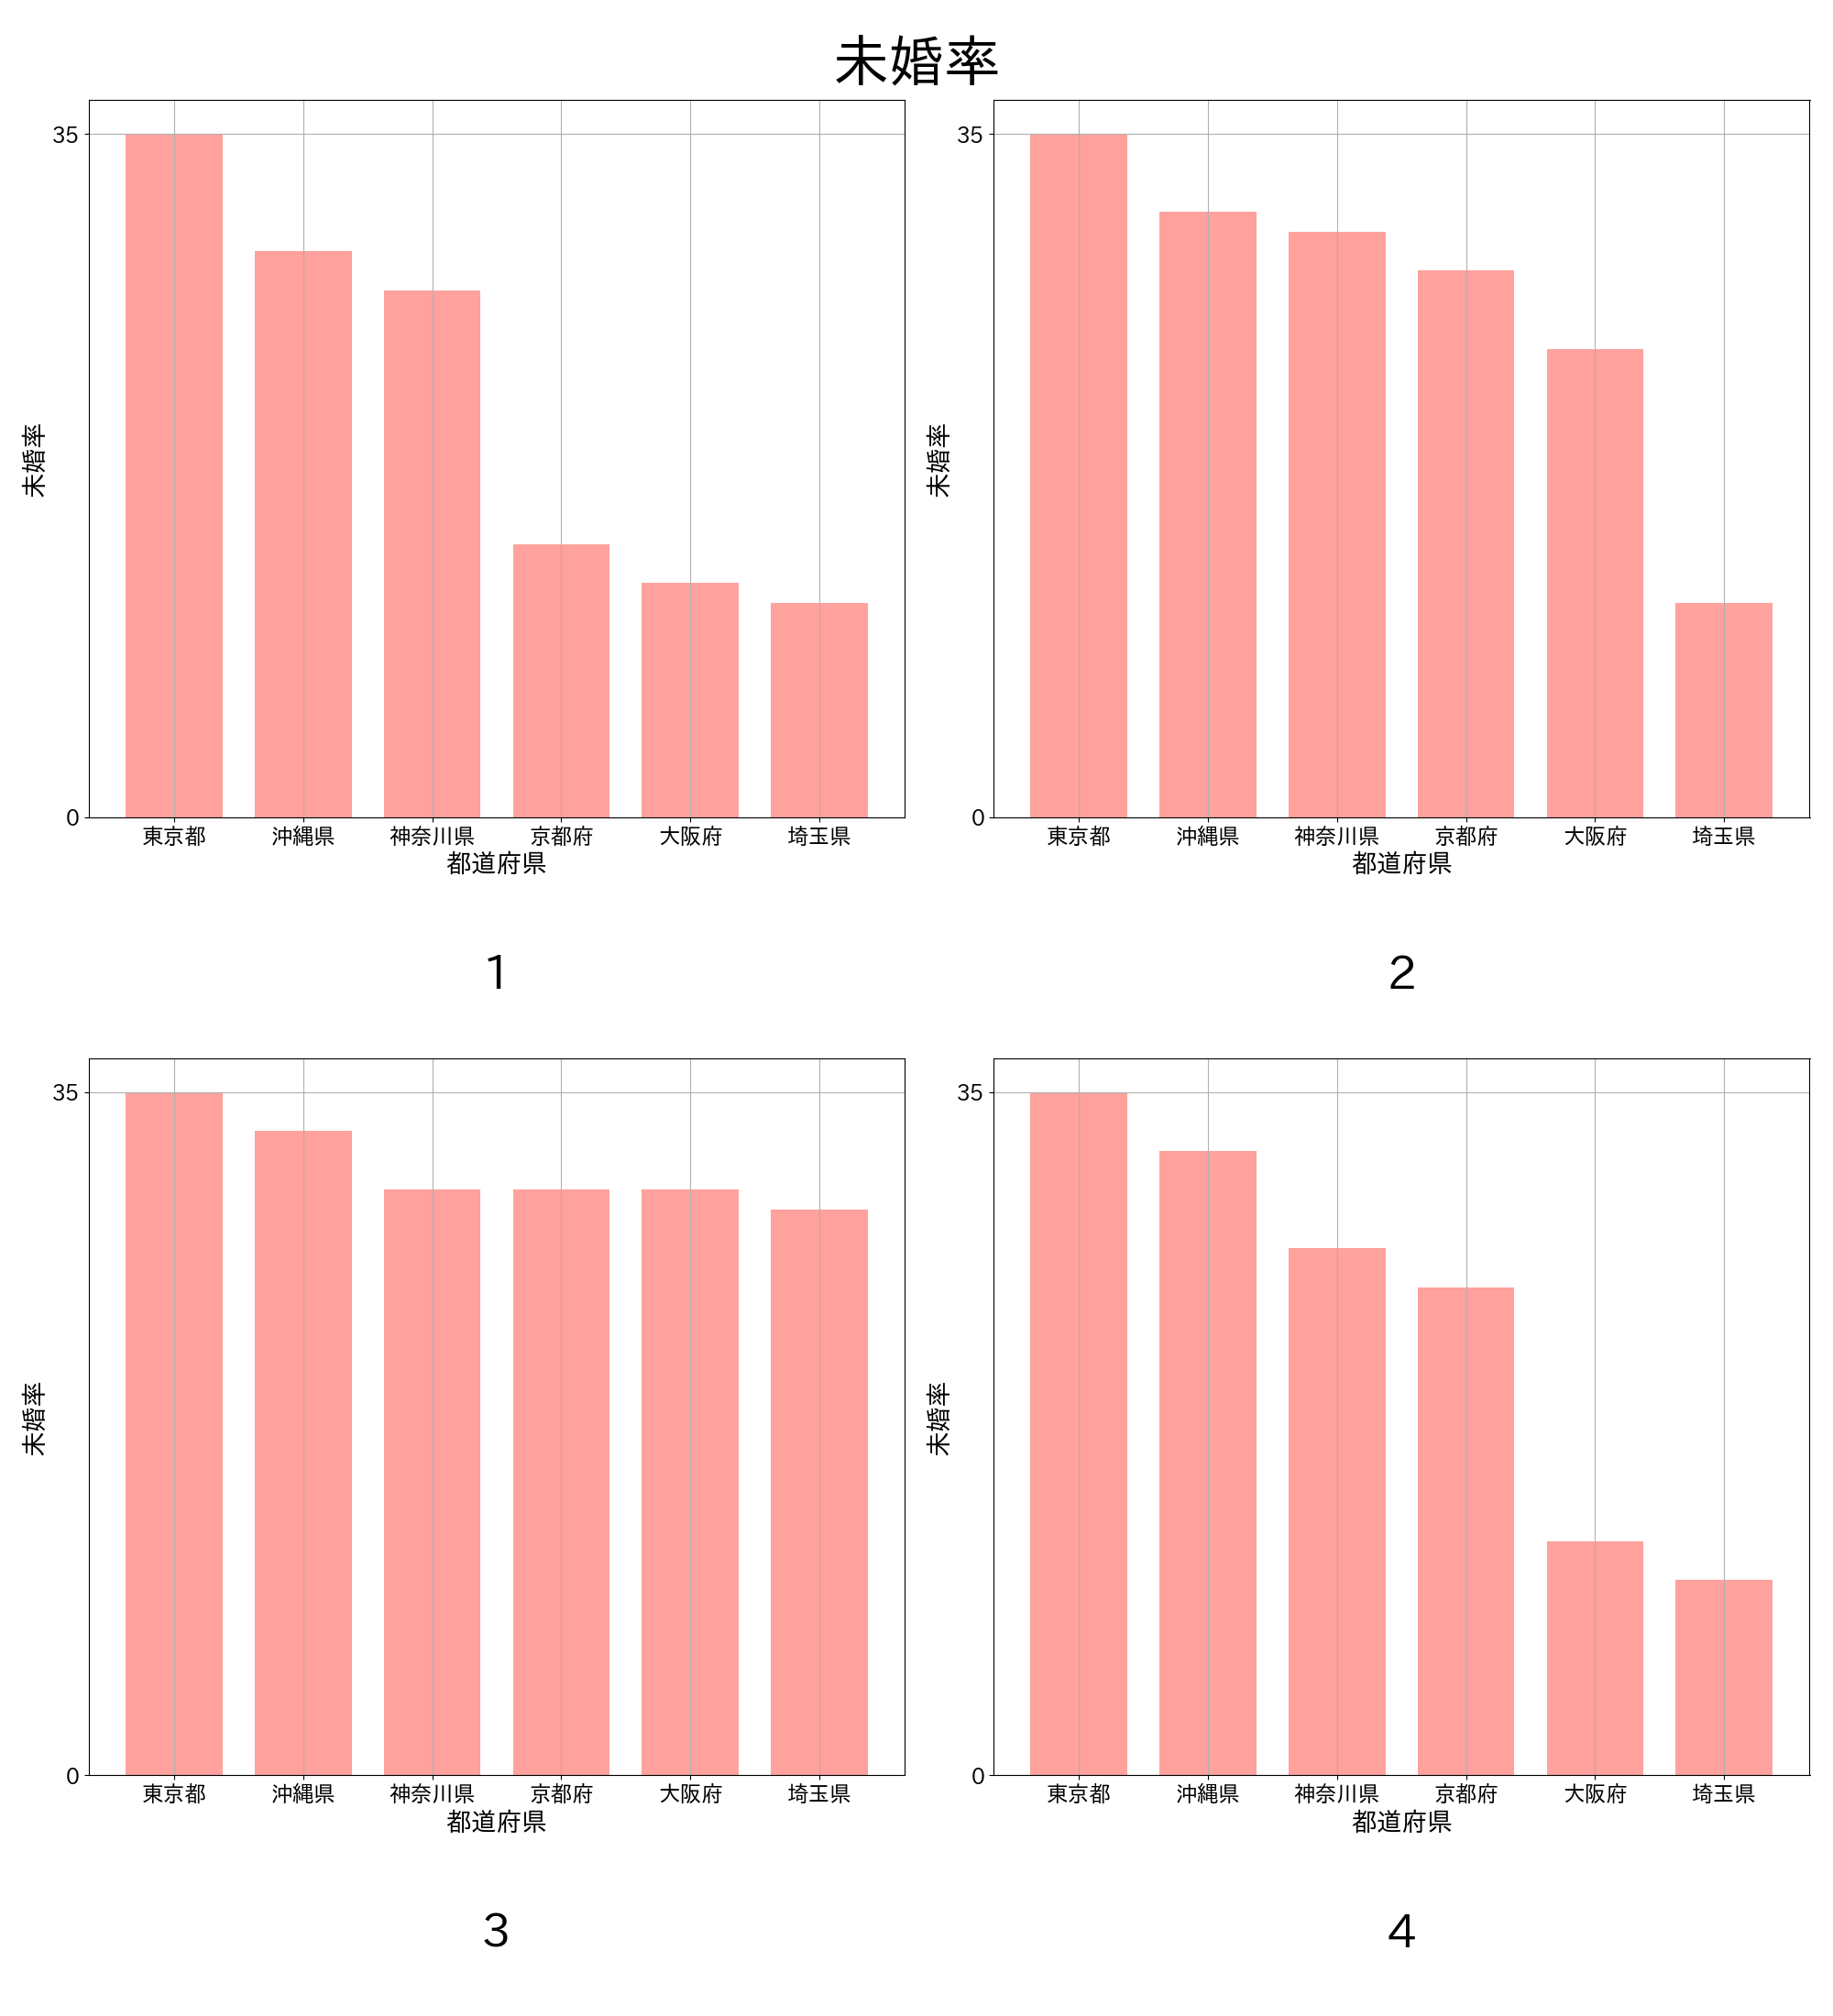 未婚率
35
0
未婚率
東京都 沖縄県 神奈川県 京都府 大阪府 埼玉県
都道府県
1
35
0
未婚率
東京都 沖縄県 神奈川県 京都府 大阪府 埼玉県
都道府県
2
35
0
未婚率
東京都 沖縄県 神奈川県 京都府 大阪府 埼玉県
都道府県
3
35
0
未婚率
東京都 沖縄県 神奈川県 京都府 大阪府 埼玉県
都道府県
4